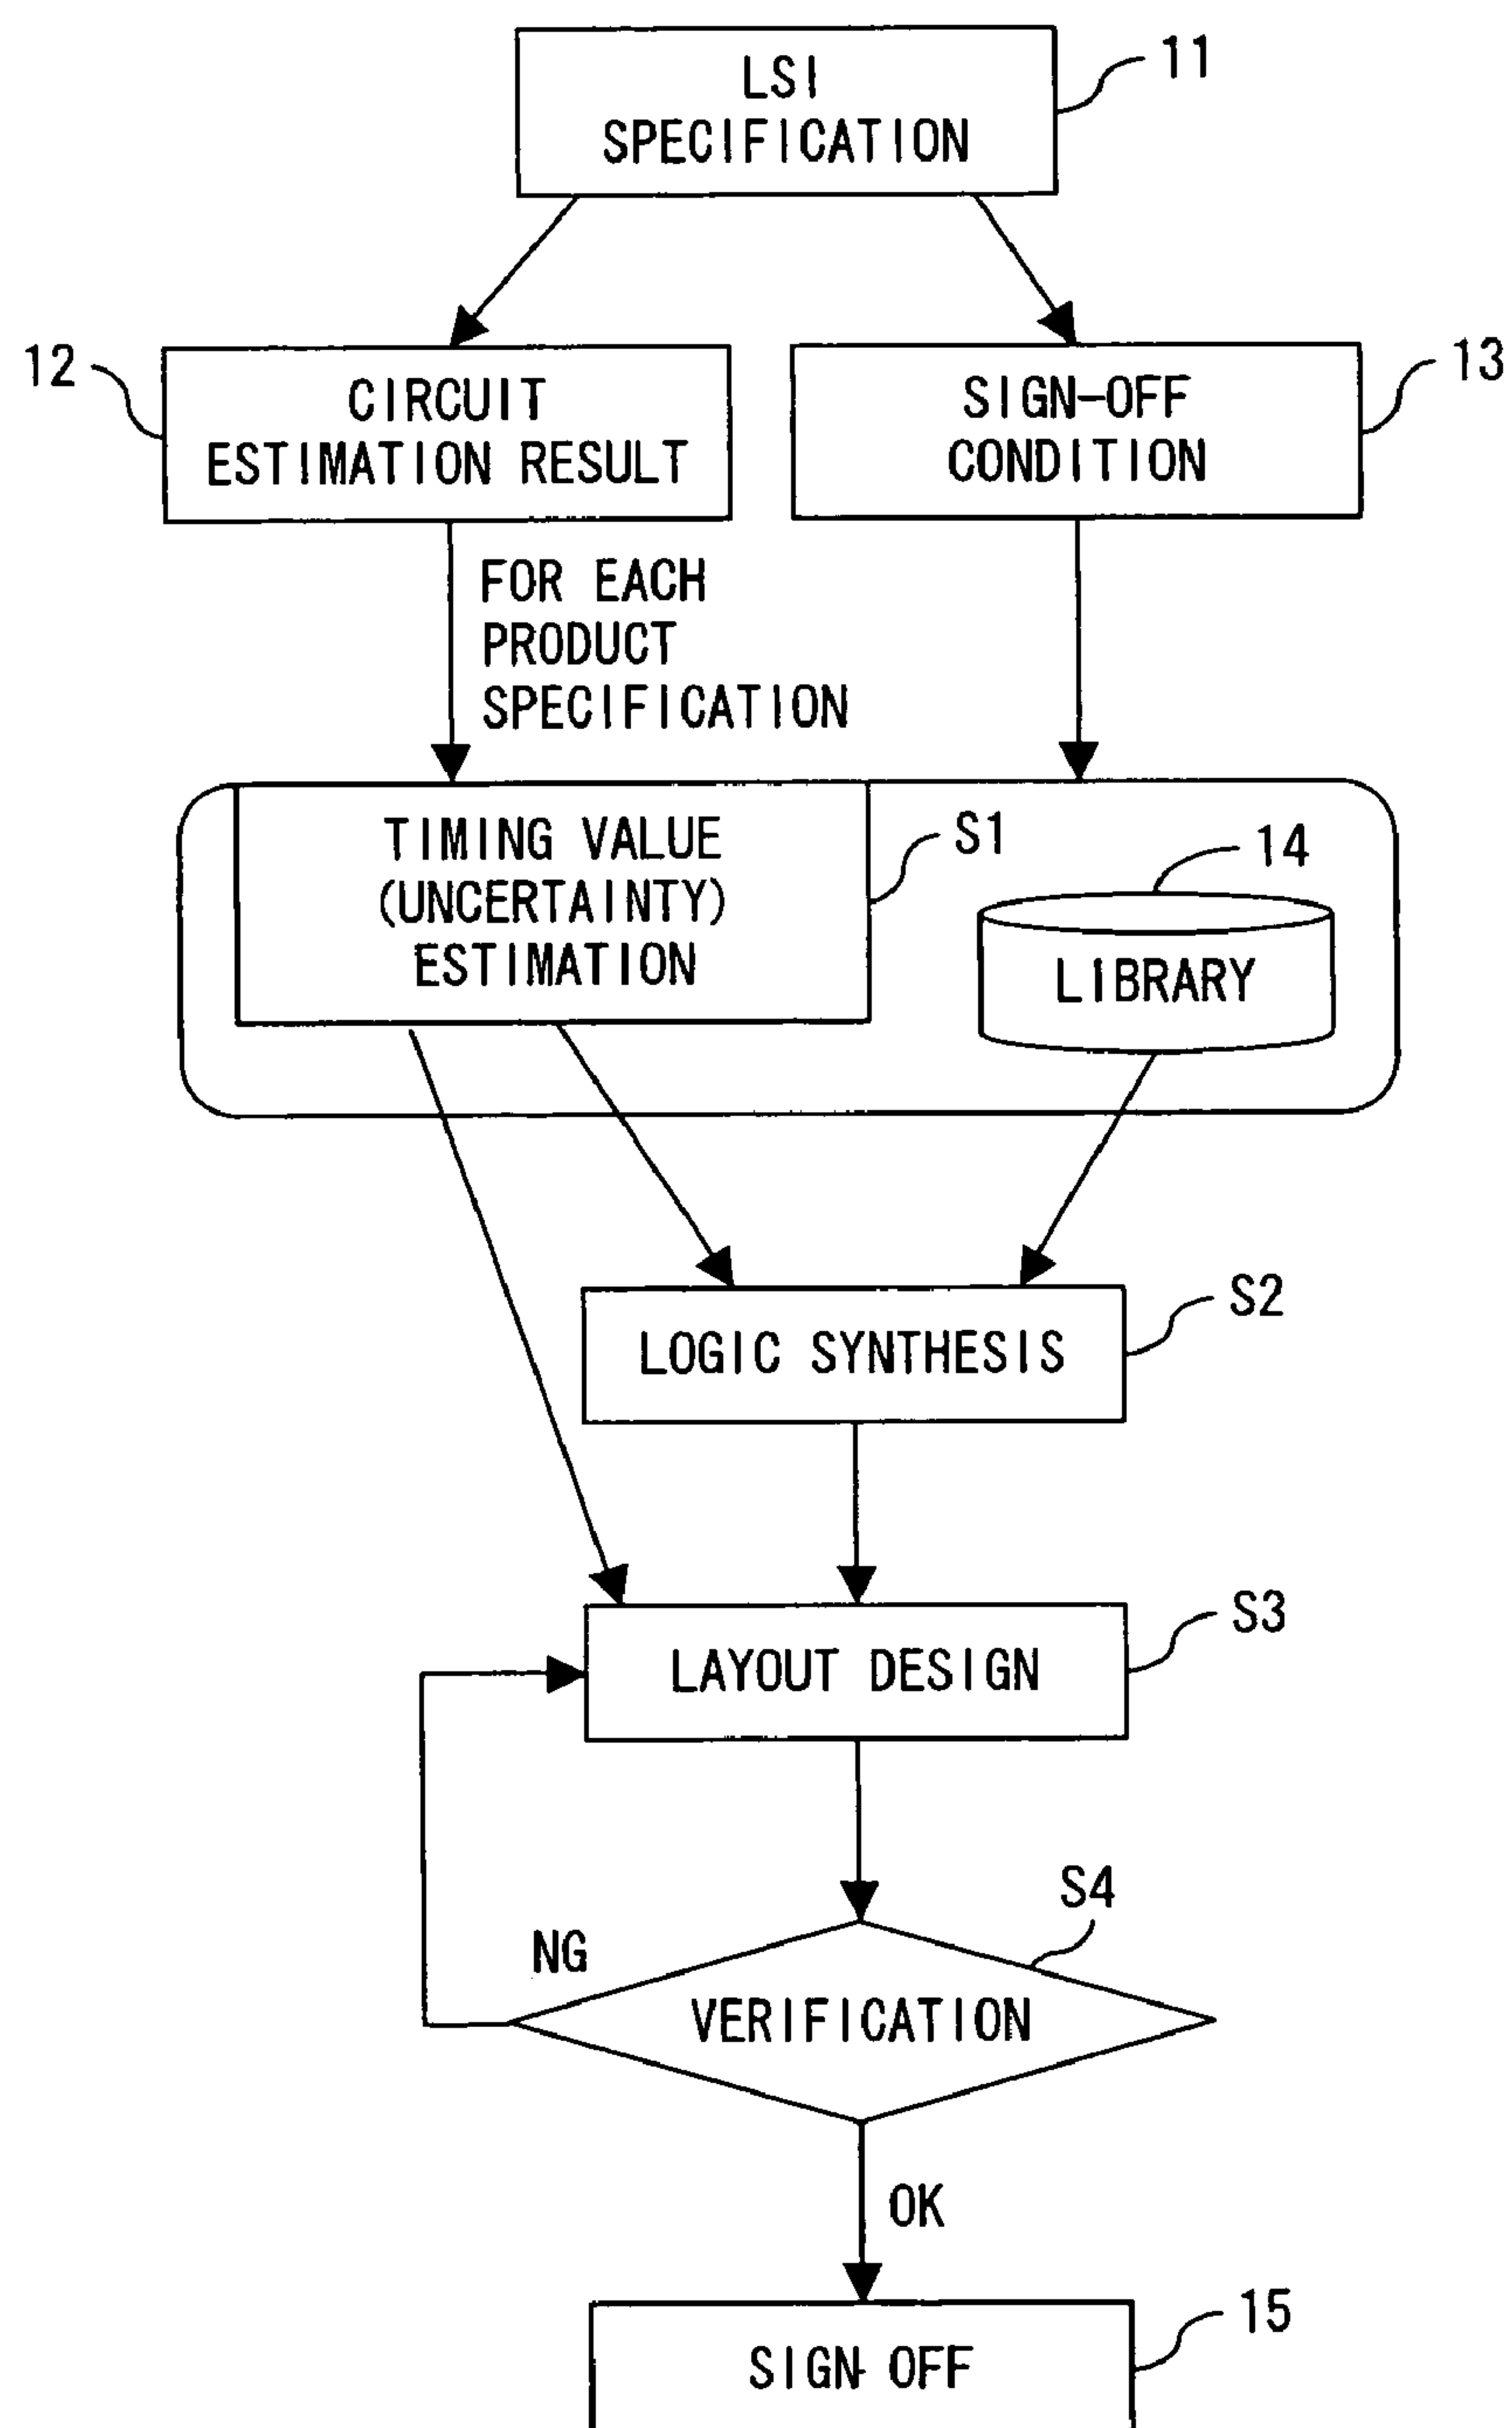 11
LSI
SPECIFICATION
12
CIRCUIT
ESTIMATION RESULT
13
SIGN-OFF
CONDITION
FOR EACH
PRODUCT
SPECIFICATION
TIMING VALUE
(UNCERTAINTY)
ESTIMATION
S1
14
LIBRARY
S2
LOGIC SYNTHESIS
S3
LAYOUT DESIGN
S4
NG
VERIFICATION
OK
15
SIGN OFF